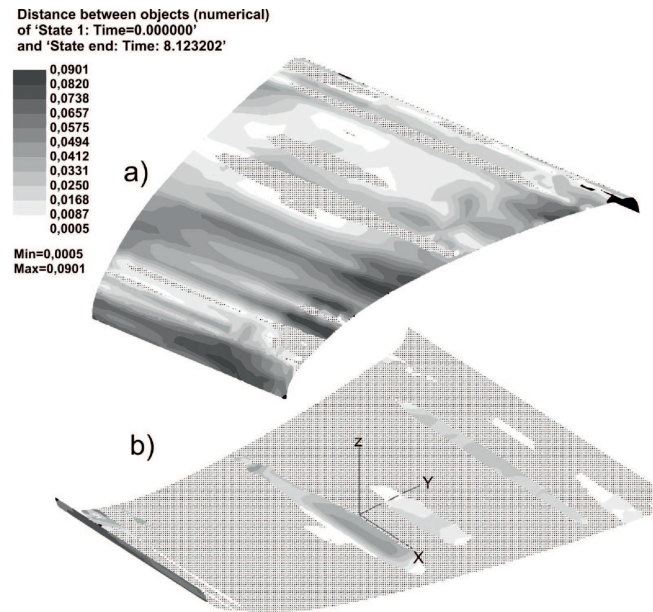 Distance between objects (numerical)
of ‘State 1: Time=0.000000’
and ‘State end: Time: 8.123202’
0,0901
0,0820
0,0738
0,0657
0,0575
0,0494
0,0412
0,0331
0,0250
0,0168
0,0087
0,0005
Min=0,0005
Max=0,0901
a)
b)
Z
Y
X